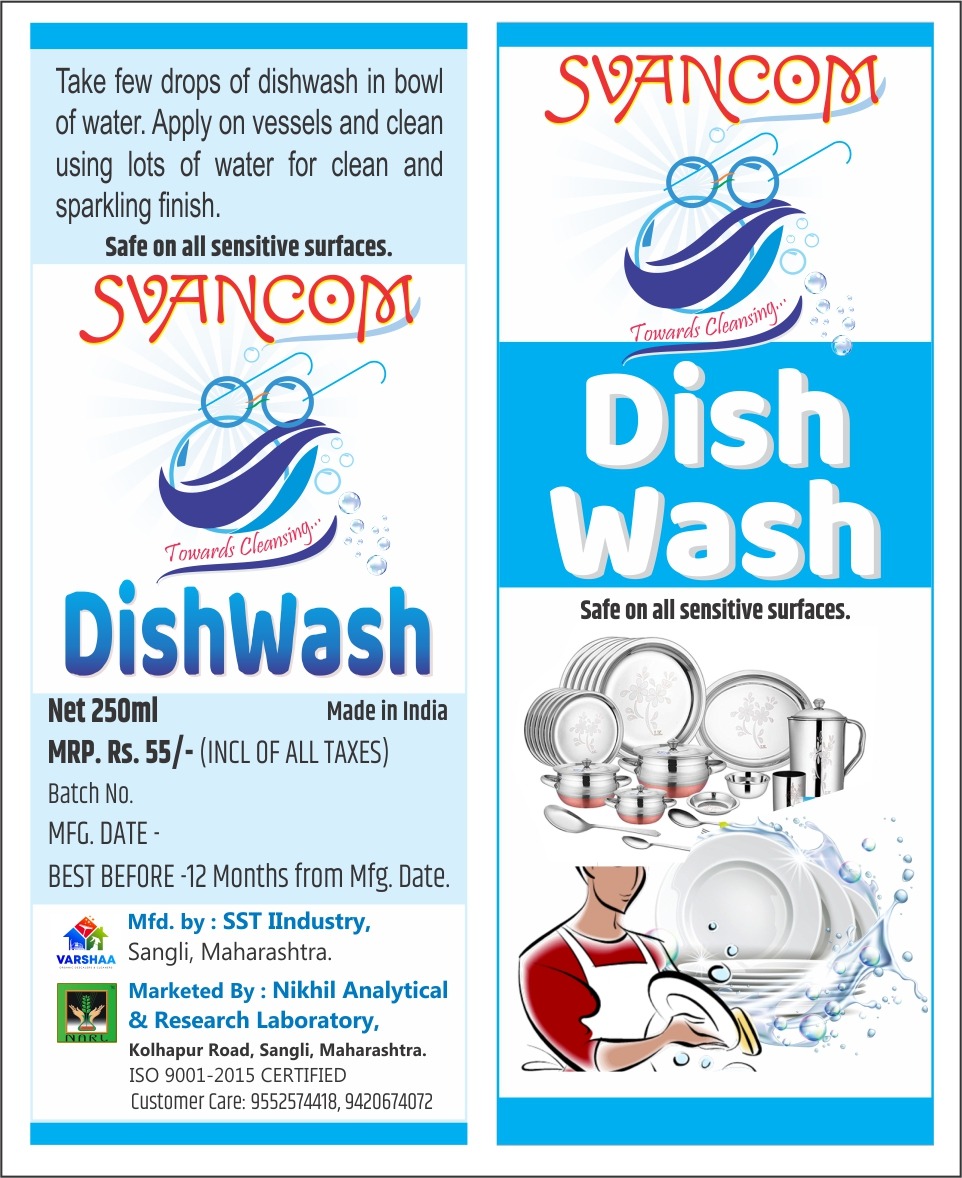 Take few drops of dishwash in bowl
of water. Apply on vessels and clean
using lots of water for clean and
sparkling finish.
Safe on all sensitive surfaces.
SVANCOM
Towards Cleansing...
DishWash
Net 250ml Made in India
MRP. Rs. 55/- (INCL OF ALL TAXES)
Batch No.
MFG. DATE -
BEST BEFORE -12 Months from Mfg. Date.
VARSHAA
Mfd. by : SST IIndustry,
Sangli, Maharashtra.
NARL
Marketed By : Nikhil Analytical
& Research Laboratory,
Kolhapur Road, Sangli, Maharashtra.
ISO 9001-2015 CERTIFIED
Customer Care: 9552574418, 9420674072
SVANCOM
Towards Cleansing...
Dish
Wash
Safe on all sensitive surfaces.